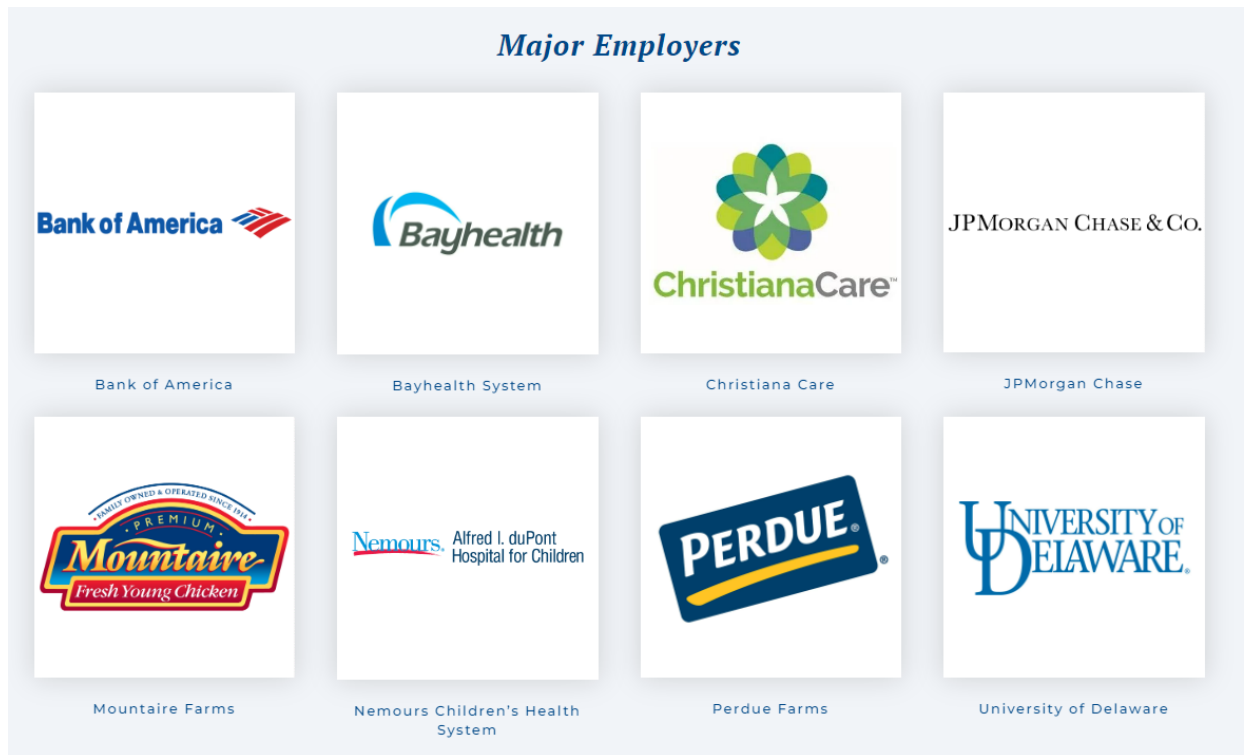 Major Employers
Bank of America
Bayhealth
ChristianaCare™
JPMORGAN CHASE & CO.
Bank of America
Bayhealth System
Christiana Care
JPMorgan Chase
• FAMILY OWNED & OPERATED SINCE 1914 •
• PREMIUM •
Mountaire
Fresh Young Chicken
Nemours. Alfred I. duPont
Hospital for Children
PERDUE®
®
UNIVERSITY OF
DELAWARE®
Mountaire Farms
Nemours Children’s Health
System
Perdue Farms
University of Delaware